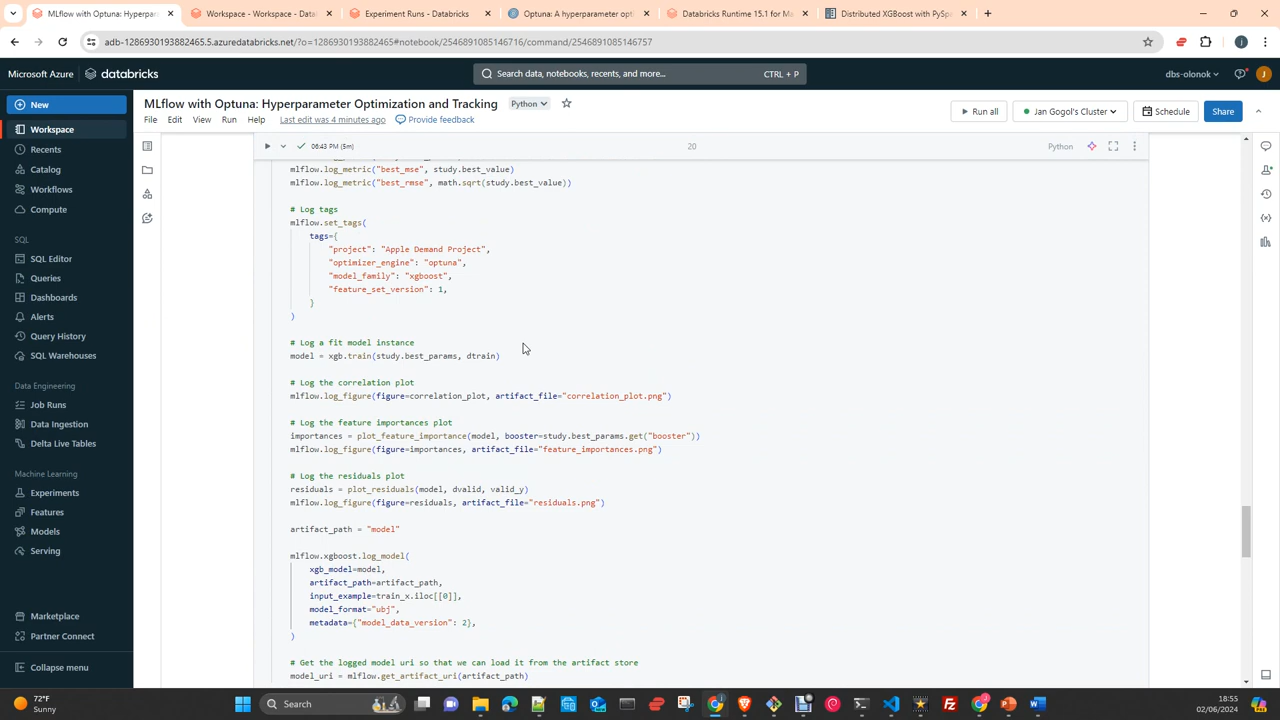 MLflow with Optuna: Hyperpara
Workspace - Workspace - Datab
Experiment Runs - Databricks
Optuna: A hyperparameter opti
Databricks Runtime 15.1 for Ma
Distributed XGBoost with PySp
adb-1286930193882465.5.azuredatabricks.net/?o=1286930193882465#notebook/2546891085146716/command/2546891085146757
Microsoft Azure
databricks
Search data, notebooks, recents, and more...
CTRL + P
dbs-olonok
J
New
Workspace
Recents
Catalog
Workflows
Compute
SQL
SQL Editor
Queries
Dashboards
Alerts
Query History
SQL Warehouses
Data Engineering
Job Runs
Data Ingestion
Delta Live Tables
Machine Learning
Experiments
Features
Models
Serving
Marketplace
Partner Connect
Collapse menu
MLflow with Optuna: Hyperparameter Optimization and Tracking
Python
File Edit View Run Help
Last edit was 4 minutes ago
Provide feedback
Run all
Jan Gogol's Cluster
Schedule
Share
06:43 PM (5m)
20
Python
mlflow.log_metric("best_mse", study.best_value)
mlflow.log_metric("best_rmse", math.sqrt(study.best_value))
# Log tags
mlflow.set_tags(
tags={
"project": "Apple Demand Project",
"optimizer_engine": "optuna",
"model_family": "xgboost",
"feature_set_version": 1,
}
)
# Log a fit model instance
model = xgb.train(study.best_params, dtrain)
# Log the correlation plot
mlflow.log_figure(figure=correlation_plot, artifact_file="correlation_plot.png")
# Log the feature importances plot
importances = plot_feature_importance(model, booster=study.best_params.get("booster"))
mlflow.log_figure(figure=importances, artifact_file="feature_importances.png")
# Log the residuals plot
residuals = plot_residuals(model, dvalid, valid_y)
mlflow.log_figure(figure=residuals, artifact_file="residuals.png")
artifact_path = "model"
mlflow.xgboost.log_model(
xgb_model=model,
artifact_path=artifact_path,
input_example=train_x.iloc[[0]],
model_format="ubj",
metadata={"model_data_version": 2},
)
# Get the logged model uri so that we can load it from the artifact store
model_uri = mlflow.get_artifact_uri(artifact_path)
72°F
Sunny
Search
18:55
02/06/2024